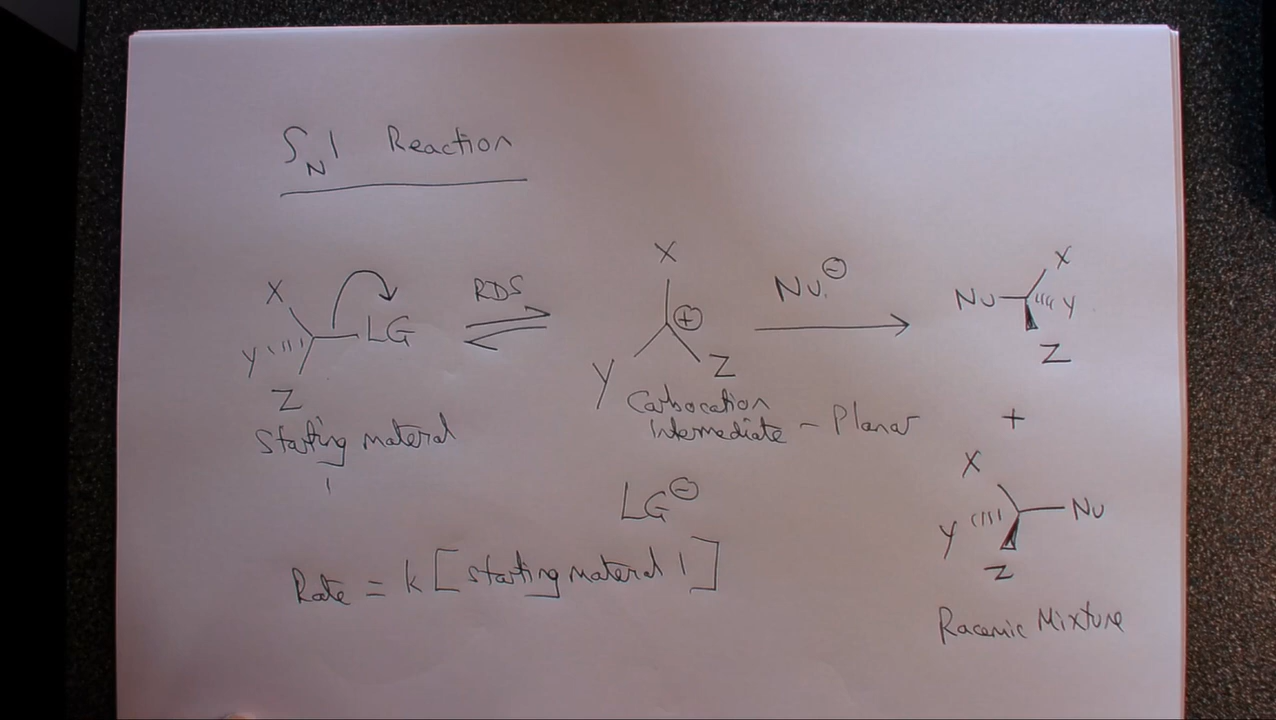 SN1 Reaction
X
Y
Z
LG
Starting material
1
RDS
X
⊕
Y
Z
Carbocation
Intermediate - Planar
LG⊖
Nu⊖
Nu
X
Y
Z
+
X
Y
Z
Nu
Racemic Mixture
Rate = k [starting material 1]